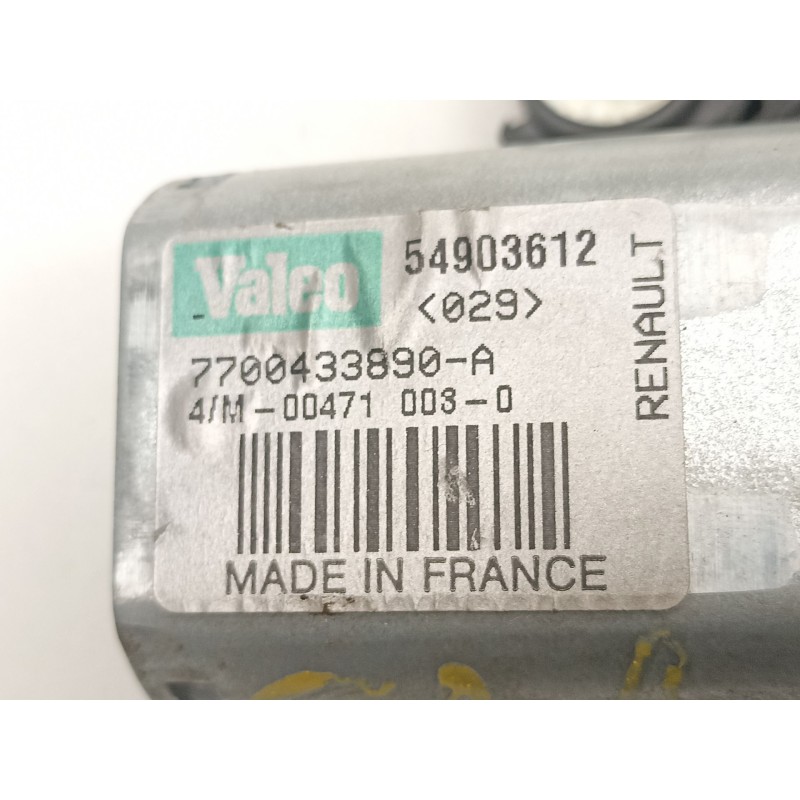 Valeo
54903612
<029>
7700433890-A
4/M-00471 003-0
MADE IN FRANCE
RENAULT